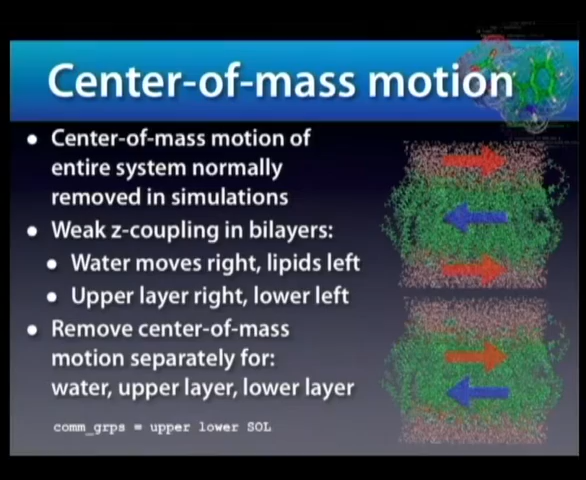 Center-of-mass motion
• Center-of-mass motion of
entire system normally
removed in simulations
• Weak z-coupling in bilayers:
• Water moves right, lipids left
• Upper layer right, lower left
• Remove center-of-mass
motion separately for:
water, upper layer, lower layer
comm_grps = upper lower SOL